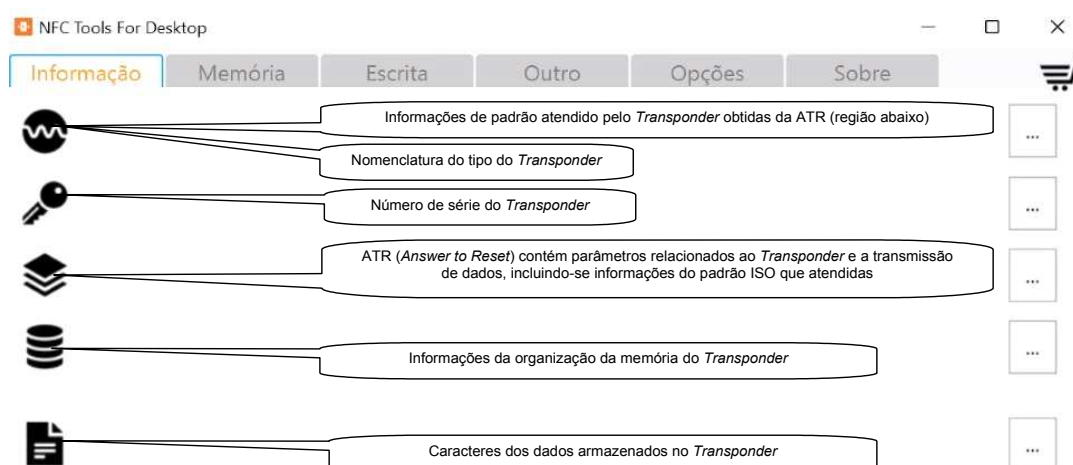 NFC Tools For Desktop
Informação Memória Escrita Outro Opções Sobre
Informações de padrão atendido pelo Transponder obtidas da ATR (região abaixo)
...
Nomenclatura do tipo do Transponder
Número de série do Transponder
...
ATR (Answer to Reset) contém parâmetros relacionados ao Transponder e a transmissão
de dados, incluindo-se informações do padrão ISO que atendidas
...
Informações da organização da memória do Transponder
...
Caracteres dos dados armazenados no Transponder
...